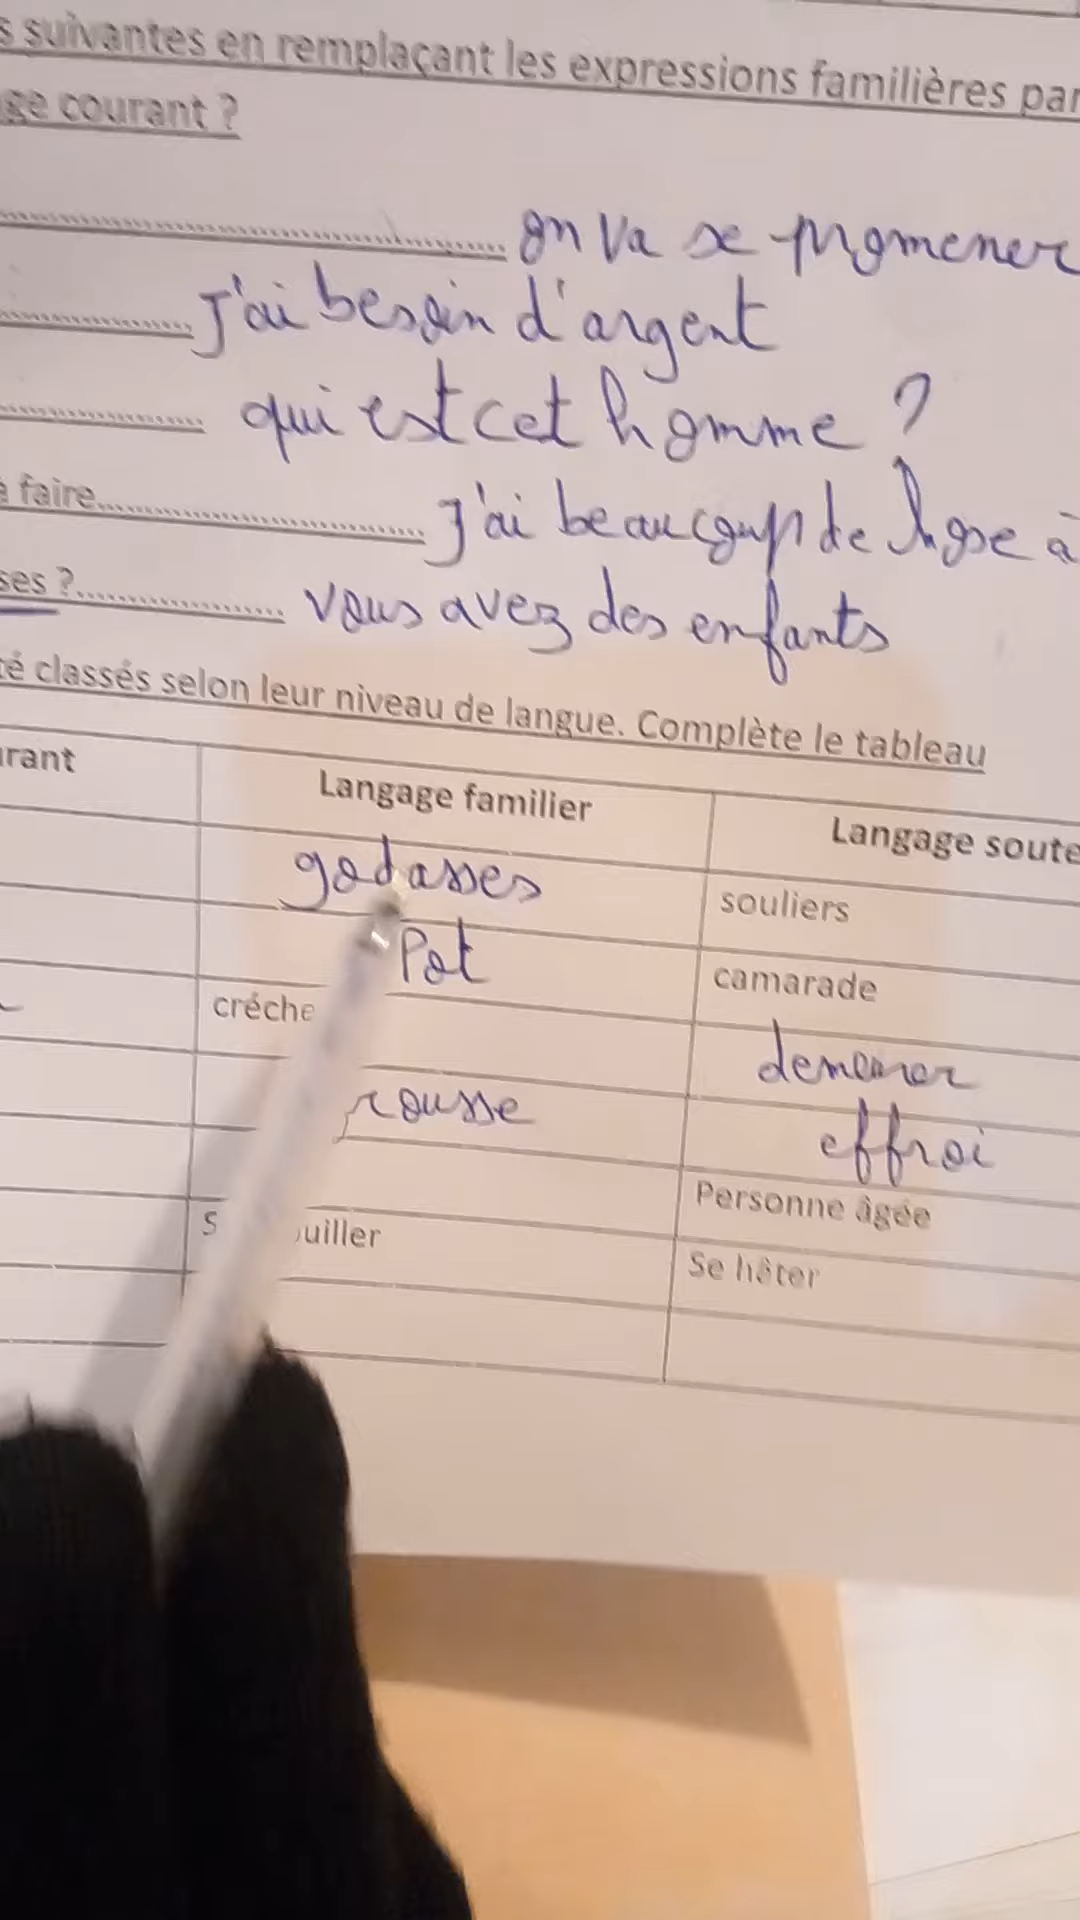 s suivantes en remplaçant les expressions familières par
ge courant ?
on va se promener
J'ai besoin d'argent
qui est cet homme ?
à faire
J'ai beaucoup de à
ses ?
vous avez des enfants
té classés selon leur niveau de langue. Complète le tableau
urant
Langage familier
Langage soute
godasses
souliers
Pot
camarade
créche
demeurer
rousse
effroi
Personne âgée
S uiller
Se hâter